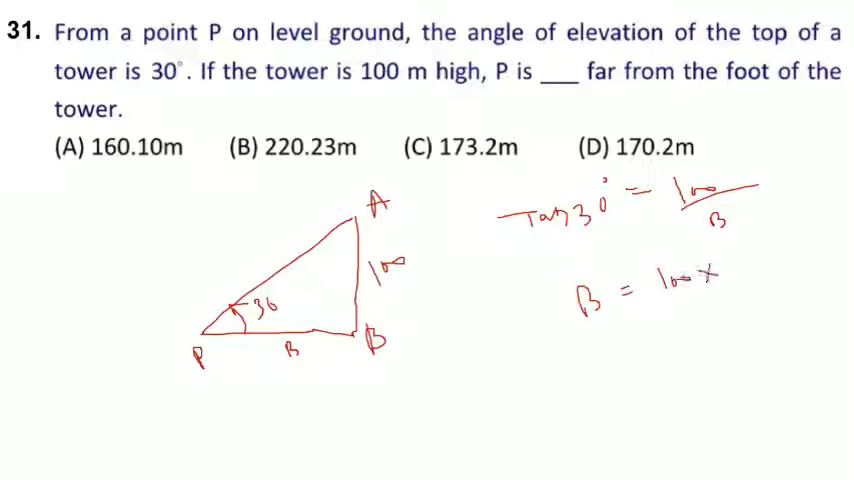 31. From a point P on level ground, the angle of elevation of the top of a
tower is 30°. If the tower is 100 m high, P is ___ far from the foot of the
tower.
(A) 160.10m (B) 220.23m (C) 173.2m (D) 170.2m
A
Tan30° = 100/B
100
B = 100×
30
P B B